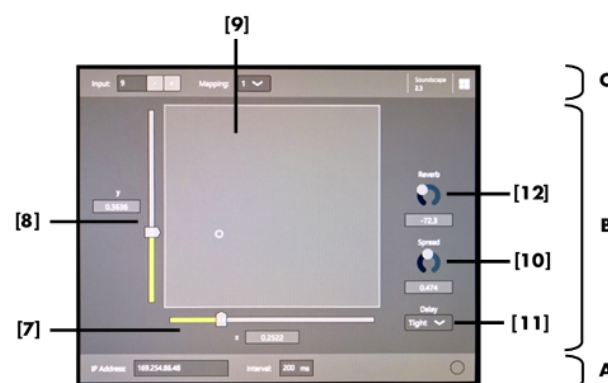 [9]
Input: 9 - + Mapping: 1 Soundscape 2.3
C
y
0.3636
[8]
Reverb
[12]
-72.3
B
Spread
[10]
0.474
Delay
Tight
[11]
[7]
x 0.2522
IP Address: 169.254.86.48 Interval: 200 ms
A